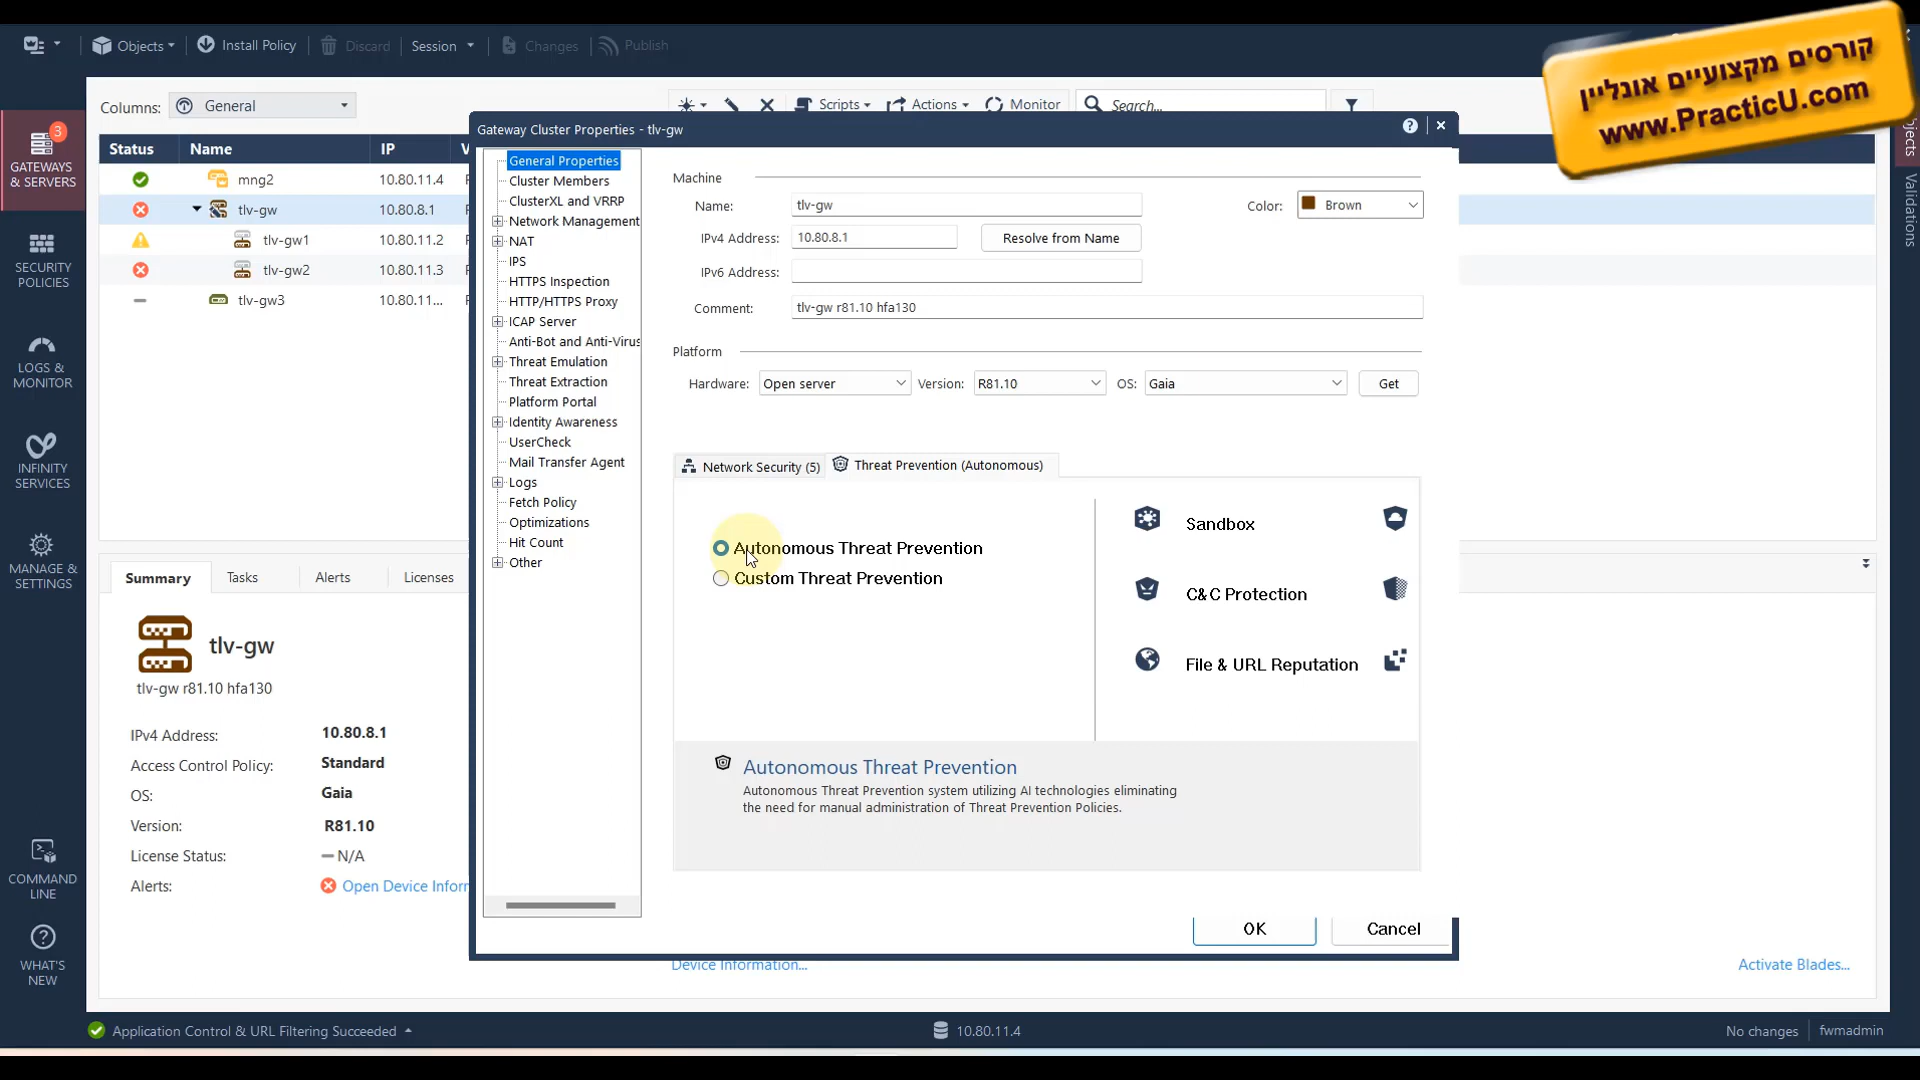 Objects
Install Policy
Discard
Session
Changes
Publish
קורסים מקצועיים אונליין
www.PracticU.com
Columns:
General
Scripts
Actions
Monitor
Search...
Status
Name
IP
mng2
10.80.11.4
tlv-gw
10.80.8.1
tlv-gw1
10.80.11.2
tlv-gw2
10.80.11.3
tlv-gw3
10.80.11...
3
GATEWAYS
& SERVERS
SECURITY
POLICIES
LOGS &
MONITOR
INFINITY
SERVICES
MANAGE &
SETTINGS
COMMAND
LINE
WHAT'S
NEW
Gateway Cluster Properties - tlv-gw
General Properties
Cluster Members
ClusterXL and VRRP
Network Management
NAT
IPS
HTTPS Inspection
HTTP/HTTPS Proxy
ICAP Server
Anti-Bot and Anti-Virus
Threat Emulation
Threat Extraction
Platform Portal
Identity Awareness
UserCheck
Mail Transfer Agent
Logs
Fetch Policy
Optimizations
Hit Count
Other
Machine
Name:
tlv-gw
Color:
Brown
IPv4 Address:
10.80.8.1
Resolve from Name
IPv6 Address:
Comment:
tlv-gw r81.10 hfa130
Platform
Hardware:
Open server
Version:
R81.10
OS:
Gaia
Get
Network Security (5)
Threat Prevention (Autonomous)
Autonomous Threat Prevention
Custom Threat Prevention
Sandbox
C&C Protection
File & URL Reputation
Autonomous Threat Prevention
Autonomous Threat Prevention system utilizing AI technologies eliminating
the need for manual administration of Threat Prevention Policies.
OK
Cancel
Summary
Tasks
Alerts
Licenses
tlv-gw
tlv-gw r81.10 hfa130
IPv4 Address:
10.80.8.1
Access Control Policy:
Standard
OS:
Gaia
Version:
R81.10
License Status:
N/A
Alerts:
Open Device Inforn
Device Information...
Activate Blades...
Validations
Application Control & URL Filtering Succeeded
10.80.11.4
No changes
fwmadmin